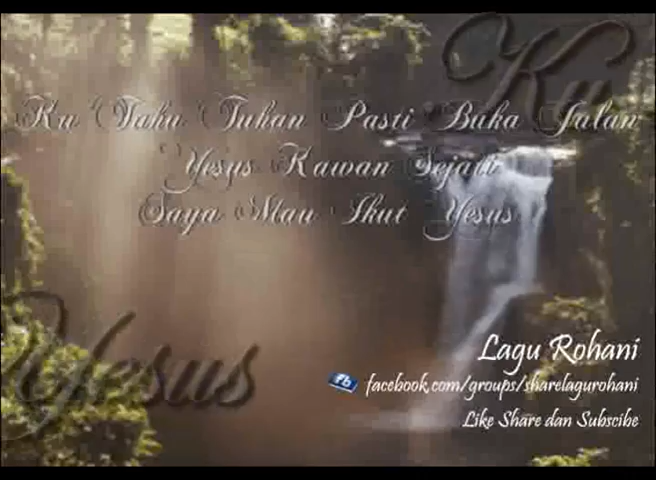 Ku
Ku Tahu Tuhan Pasti Buka Jalan
Yesus Kawan Sejati
Saya Mau Ikut Yesus
Yesus
Lagu Rohani
fb facebook.com/groups/sharelagurohani
Like Share dan Subscibe